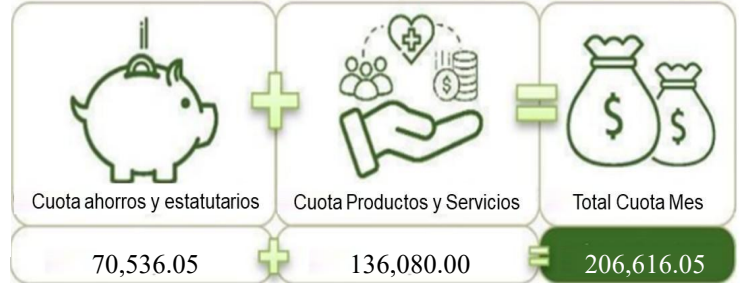 Cuota ahorros y estatutarios
Cuota Productos y Servicios
Total Cuota Mes
70,536.05 + 136,080.00 = 206,616.05